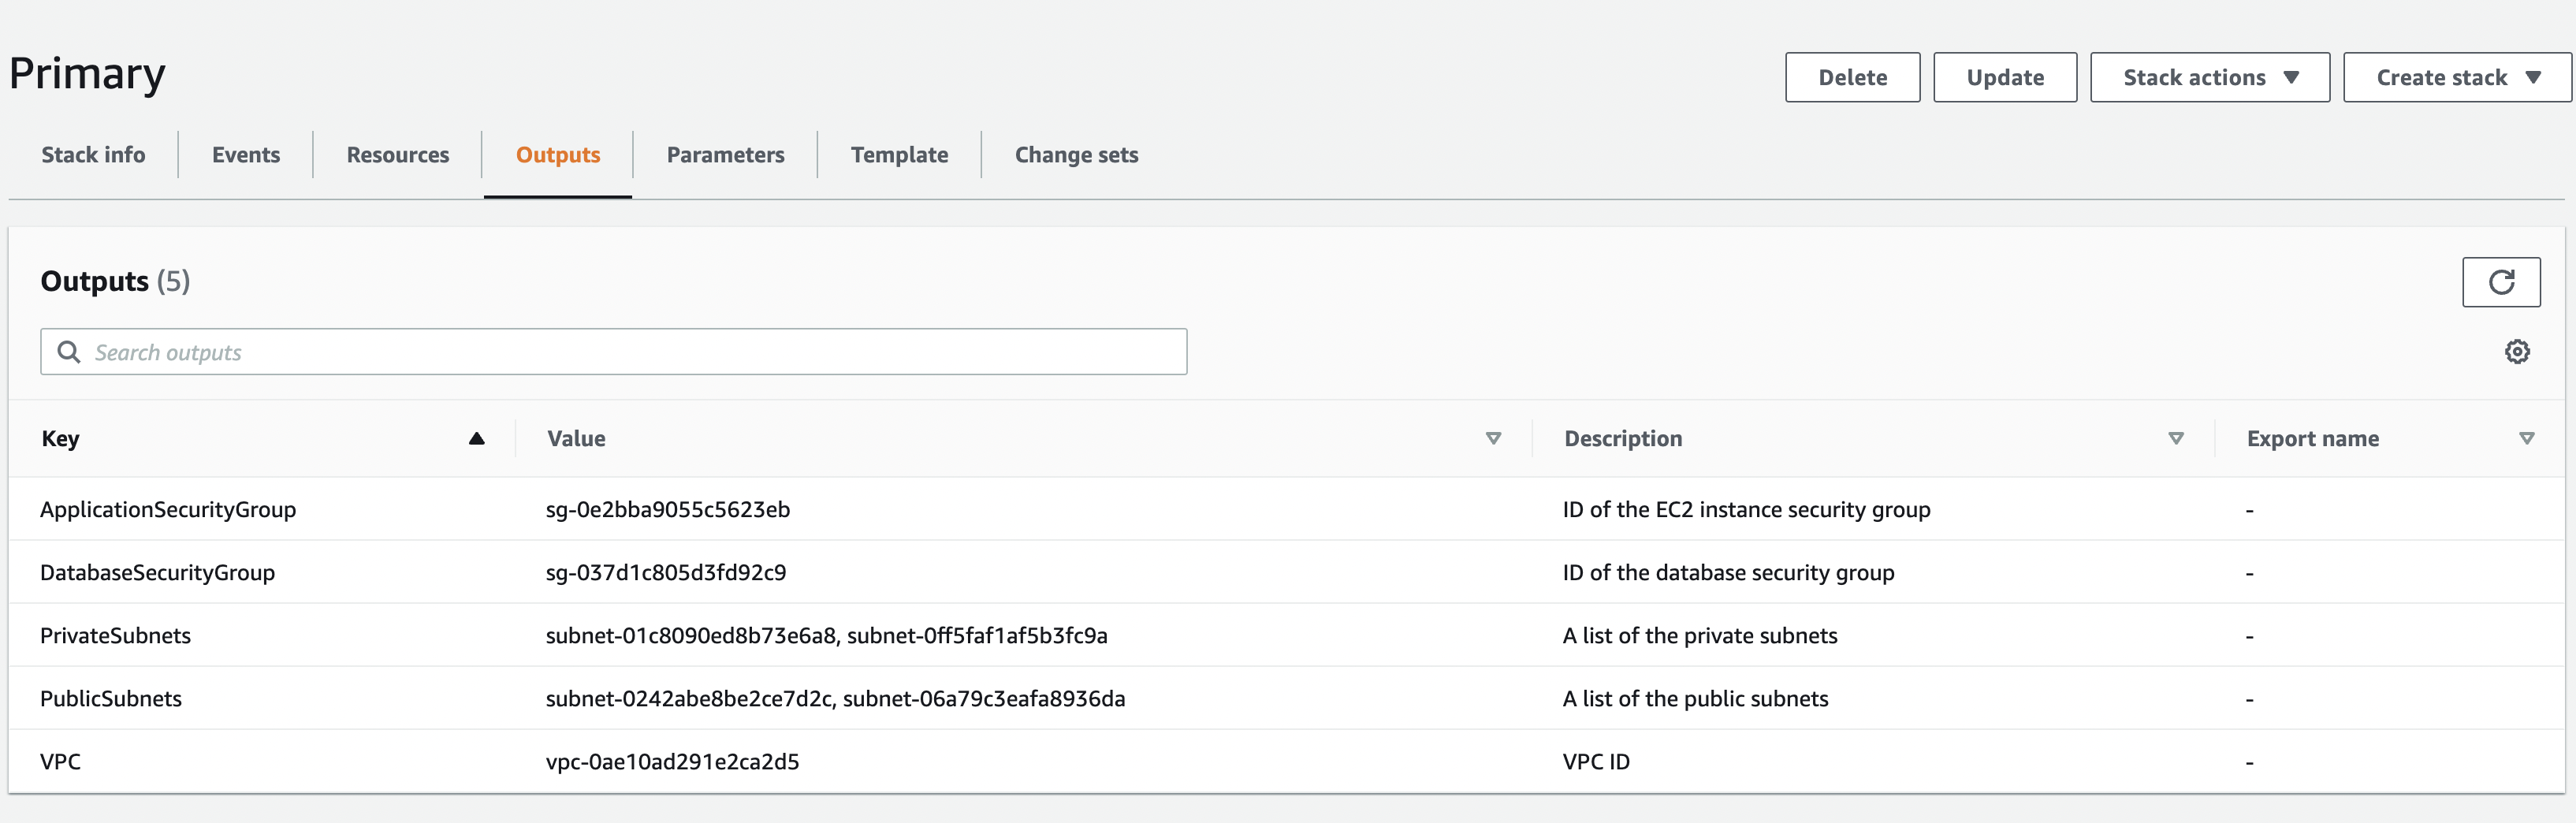 Primary
Delete Update Stack actions Create stack
Stack info Events Resources Outputs Parameters Template Change sets
Outputs (5)
Search outputs
Key Value Description Export name
ApplicationSecurityGroup sg-0e2bba9055c5623eb ID of the EC2 instance security group -
DatabaseSecurityGroup sg-037d1c805d3fd92c9 ID of the database security group -
PrivateSubnets subnet-01c8090ed8b73e6a8, subnet-0ff5faf1af5b3fc9a A list of the private subnets -
PublicSubnets subnet-0242abe8be2ce7d2c, subnet-06a79c3eafa8936da A list of the public subnets -
VPC vpc-0ae10ad291e2ca2d5 VPC ID -